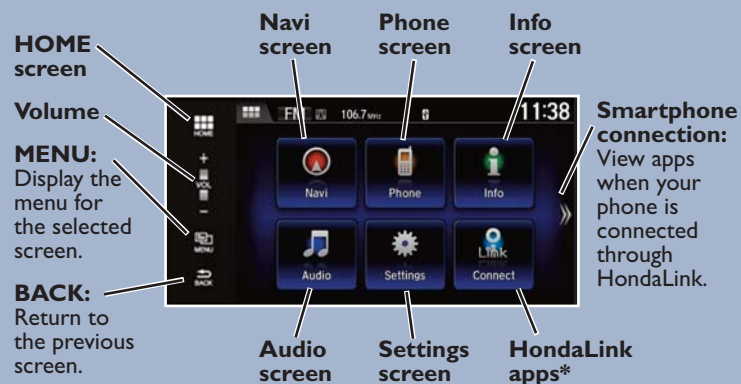 Navi
screen
Phone
screen
Info
screen
HOME
screen
Volume
MENU:
Display the
menu for
the selected
screen.
BACK:
Return to
the previous
screen.
HOME
+
VOL
−
MENU
BACK
FM 106.7 MHz 11:38
Navi Phone Info
Audio Settings Link
Connect
Smartphone
connection:
View apps
when your
phone is
connected
through
HondaLink.
Audio
screen
Settings
screen
HondaLink
apps*